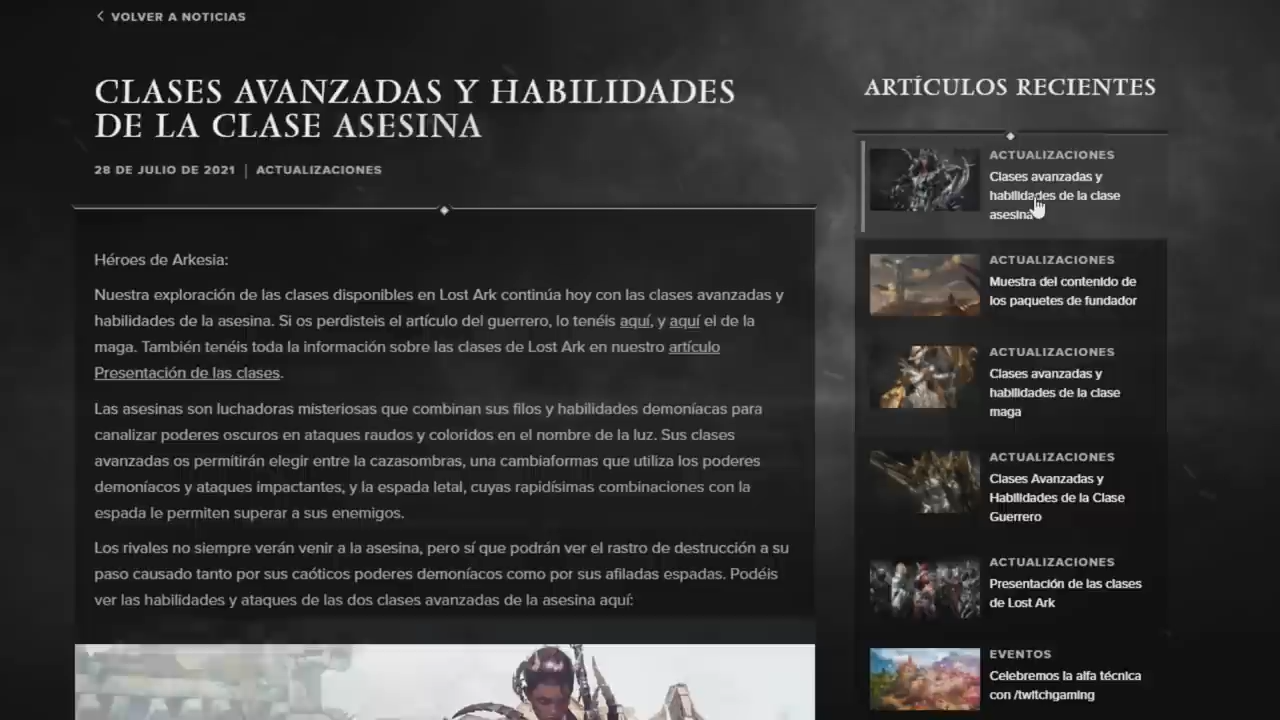 VOLVER A NOTICIAS
CLASES AVANZADAS Y HABILIDADES
DE LA CLASE ASESINA
28 DE JULIO DE 2021 | ACTUALIZACIONES
Héroes de Arkesia:
Nuestra exploración de las clases disponibles en Lost Ark continúa hoy con las clases avanzadas y
habilidades de la asesina. Si os perdisteis el artículo del guerrero, lo tenéis aquí, y aquí el de la
maga. También tenéis toda la información sobre las clases de Lost Ark en nuestro artículo
Presentación de las clases.
Las asesinas son luchadoras misteriosas que combinan sus filos y habilidades demoníacas para
canalizar poderes oscuros en ataques raudos y coloridos en el nombre de la luz. Sus clases
avanzadas os permitirán elegir entre la cazasombras, una cambiaformas que utiliza los poderes
demoníacos y ataques impactantes, y la espada letal, cuyas rapidísimas combinaciones con la
espada le permiten superar a sus enemigos.
Los rivales no siempre verán venir a la asesina, pero sí que podrán ver el rastro de destrucción a su
paso causado tanto por sus caóticos poderes demoníacos como por sus afiladas espadas. Podéis
ver las habilidades y ataques de las dos clases avanzadas de la asesina aquí:
ARTÍCULOS RECIENTES
ACTUALIZACIONES
Clases avanzadas y
habilidades de la clase
asesina
ACTUALIZACIONES
Muestra del contenido de
los paquetes de fundador
ACTUALIZACIONES
Clases avanzadas y
habilidades de la clase
maga
ACTUALIZACIONES
Clases Avanzadas y
Habilidades de la Clase
Guerrero
ACTUALIZACIONES
Presentación de las clases
de Lost Ark
EVENTOS
Celebremos la alfa técnica
con /twitchgaming